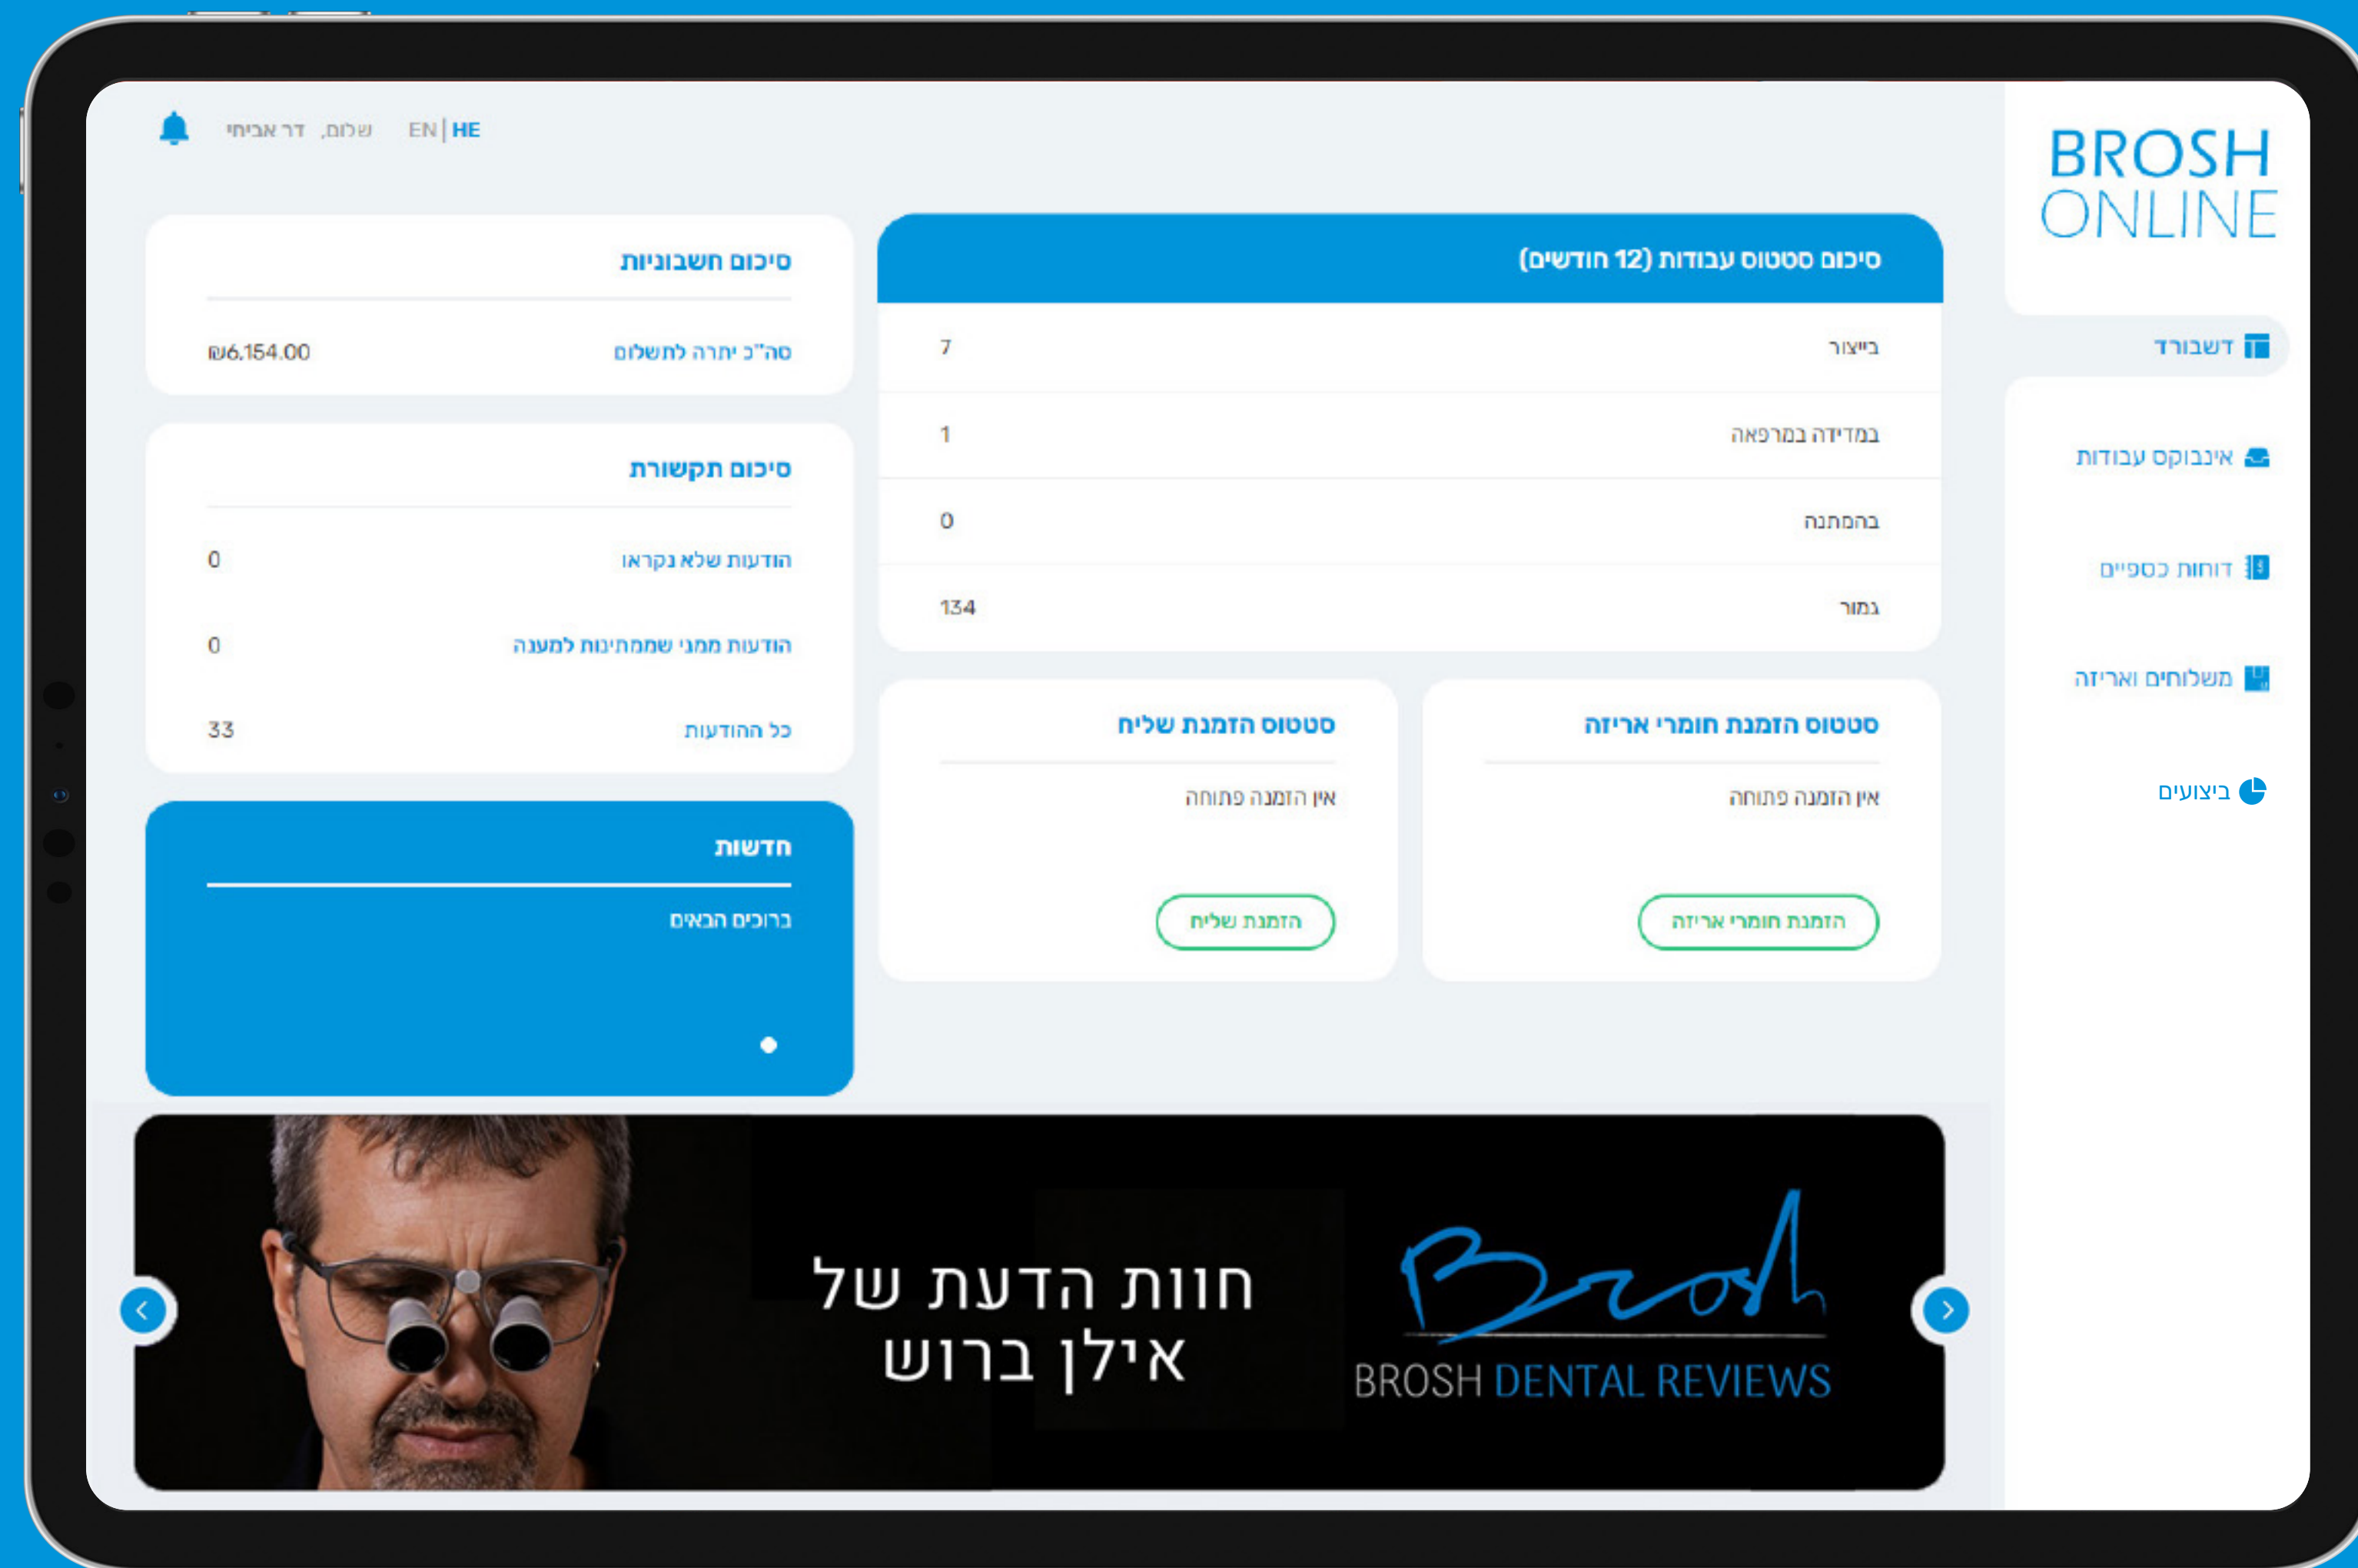 BROSH
ONLINE
דשבורד
אינבוקס עבודות
דוחות כספיים
משלוחים ואריזה
ביצועים
EN | HE
שלום, דר אביחי
סיכום סטטוס עבודות (12 חודשים)
בייצור 7
במדידה במרפאה 1
בהמתנה 0
גמור 134
סטטוס הזמנת חומרי אריזה
אין הזמנה פתוחה
הזמנת חומרי אריזה
סטטוס הזמנת שליח
אין הזמנה פתוחה
הזמנת שליח
סיכום חשבוניות
סה"כ יתרה לתשלום ₪6,154.00
סיכום תקשורת
הודעות שלא נקראו 0
הודעות ממני שממתינות למענה 0
כל ההודעות 33
חדשות
ברוכים הבאים
Brosh
BROSH DENTAL REVIEWS
חוות הדעת של
אילן ברוש